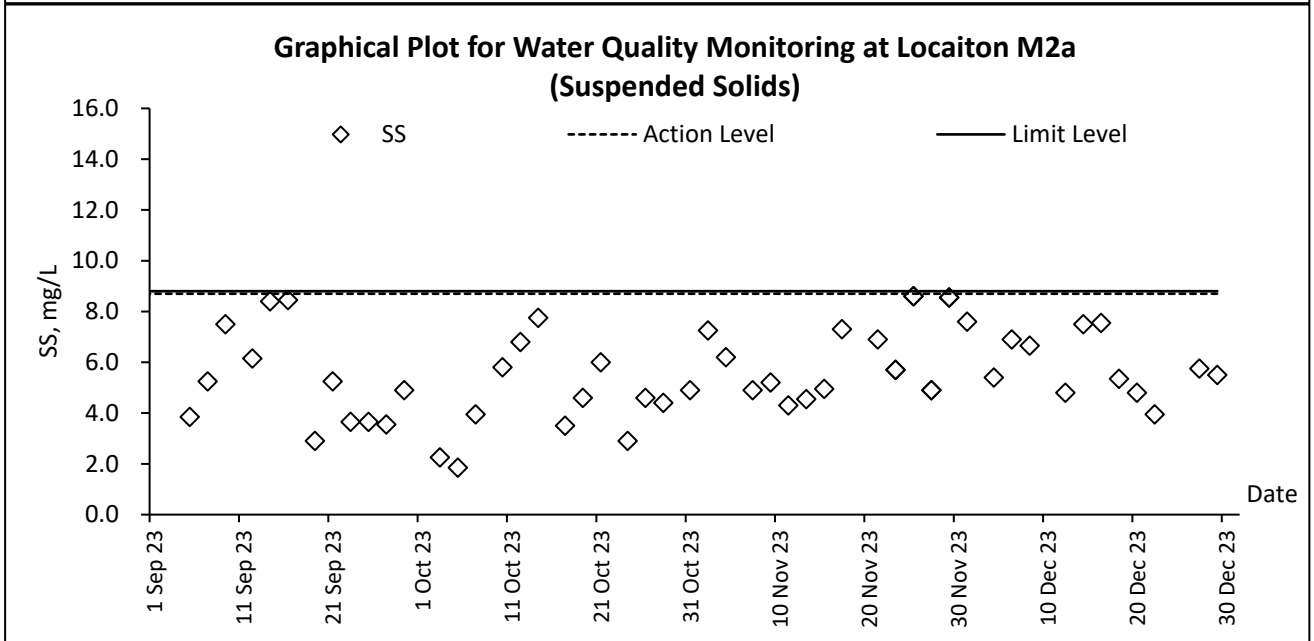 Graphical Plot for Water Quality Monitoring at Locaiton M2a
(Suspended Solids)
16.0
14.0
12.0
10.0
8.0
6.0
4.0
2.0
0.0
SS, mg/L
SS
Action Level
Limit Level
Date
1 Sep 23
11 Sep 23
21 Sep 23
1 Oct 23
11 Oct 23
21 Oct 23
31 Oct 23
10 Nov 23
20 Nov 23
30 Nov 23
10 Dec 23
20 Dec 23
30 Dec 23